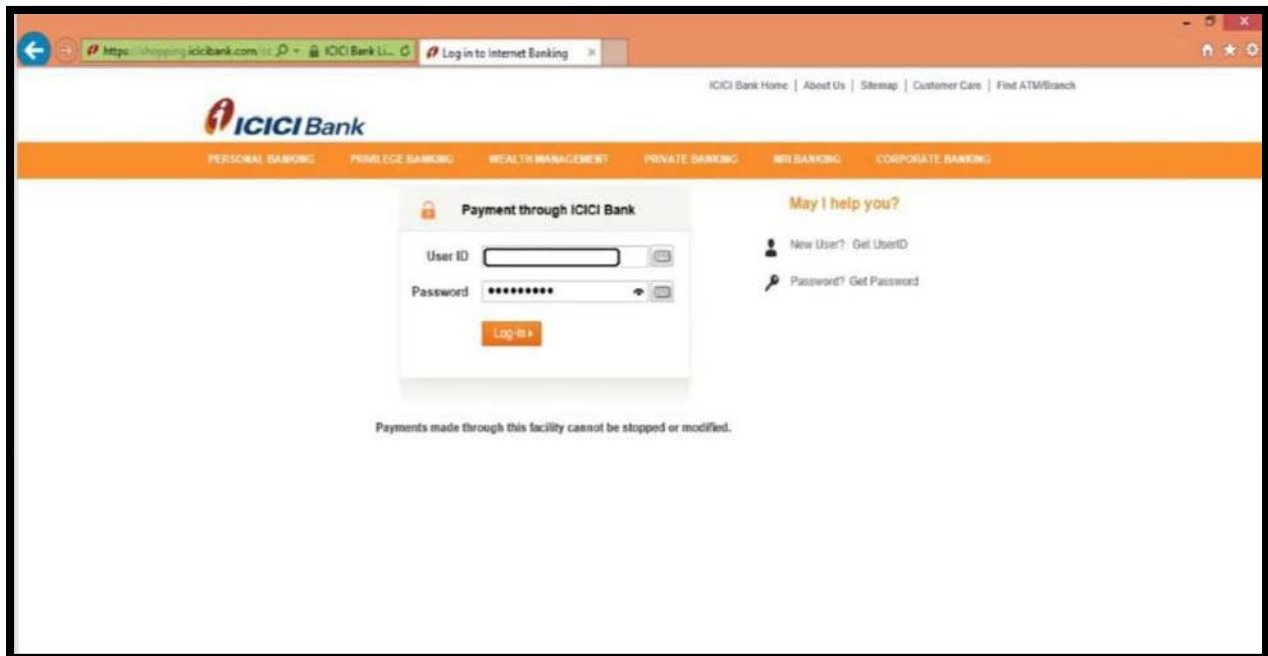 https://shopping.icicibank.com ICICI Bank Li... Log in to Internet Banking
ICICI Bank Home | About Us | Sitemap | Customer Care | Find ATM/Branch
ICICI Bank
PERSONAL BANKING PRIVILEGE BANKING WEALTH MANAGEMENT PRIVATE BANKING NRI BANKING CORPORATE BANKING
Payment through ICICI Bank
May I help you?
User ID
New User? Get UserID
Password •••••••••
Password? Get Password
Log-in
Payments made through this facility cannot be stopped or modified.